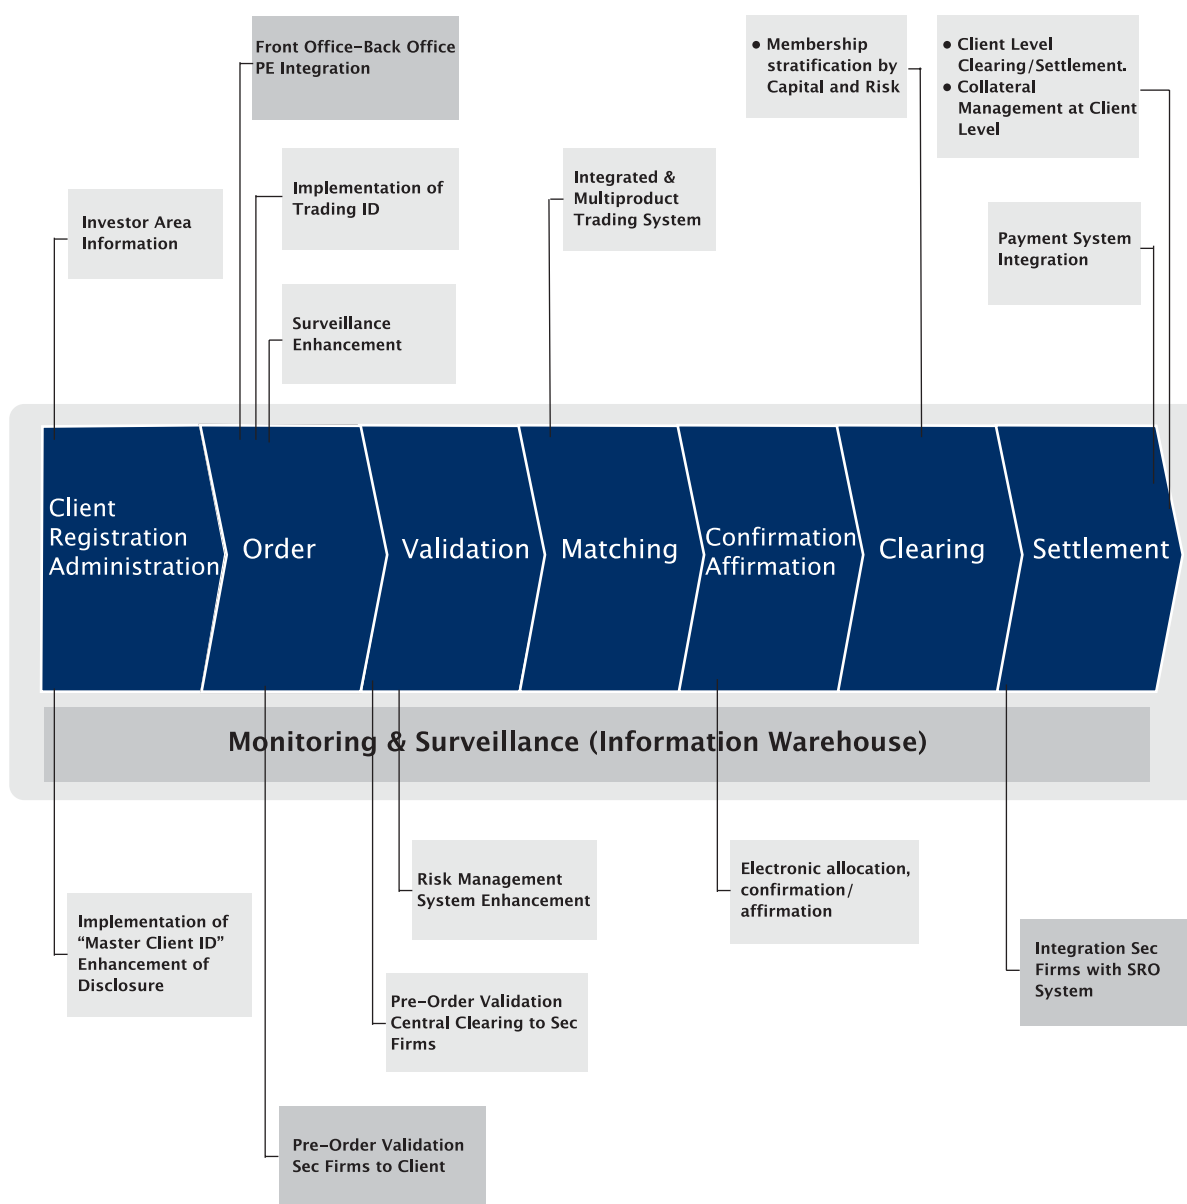 Front Office-Back Office
PE Integration
● Membership
stratification by
Capital and Risk
● Client Level
Clearing/Settlement.
● Collateral
Management at Client
Level
Implementation of
Trading ID
Integrated &
Multiproduct
Trading System
Investor Area
Information
Payment System
Integration
Surveillance
Enhancement
Client
Registration
Administration
Order
Validation
Matching
Confirmation
Affirmation
Clearing
Settlement
Monitoring & Surveillance (Information Warehouse)
Risk Management
System Enhancement
Electronic allocation,
confirmation/
affirmation
Implementation of
“Master Client ID”
Enhancement of
Disclosure
Integration Sec
Firms with SRO
System
Pre-Order Validation
Central Clearing to Sec
Firms
Pre-Order Validation
Sec Firms to Client